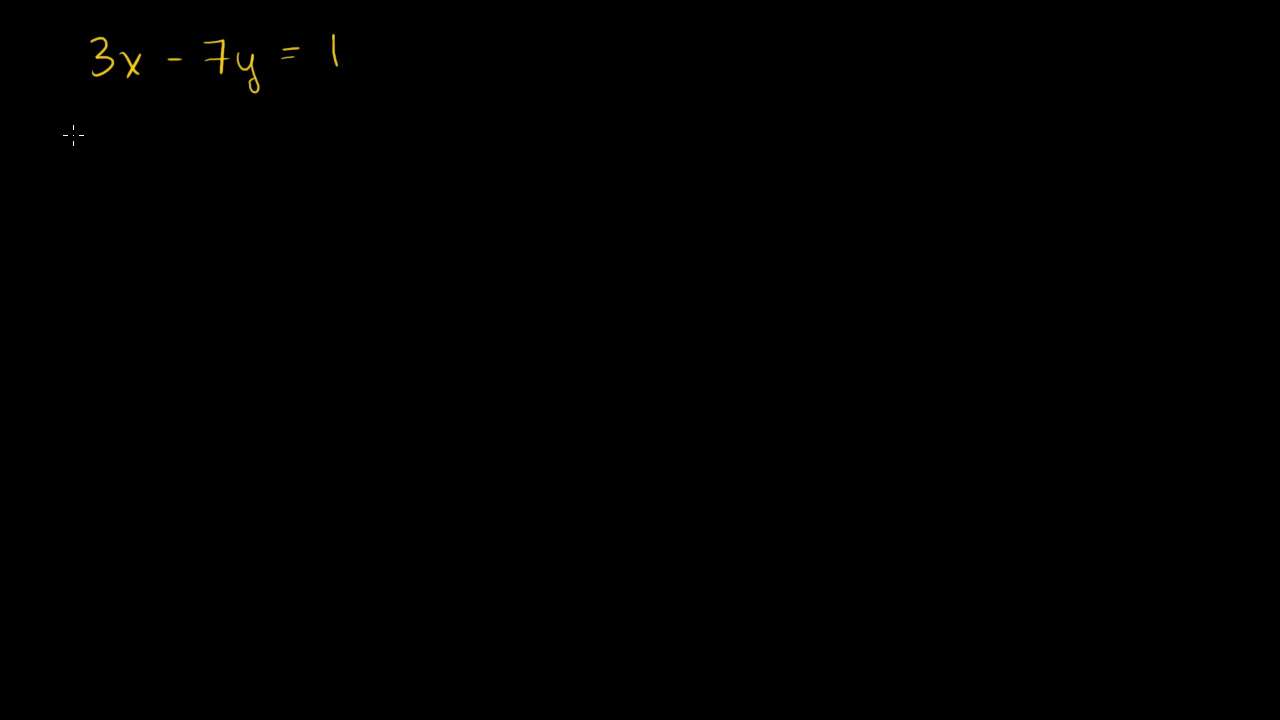 3x - 7y = 1